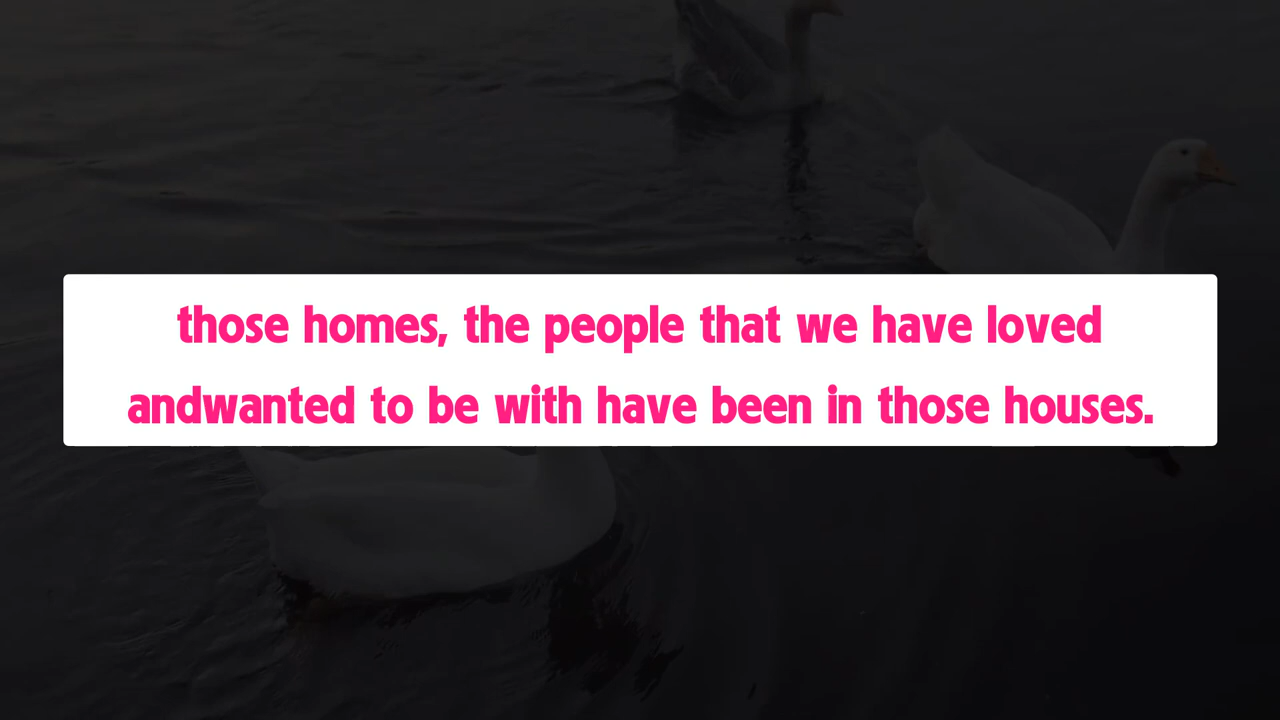 those homes, the people that we have loved
andwanted to be with have been in those houses.